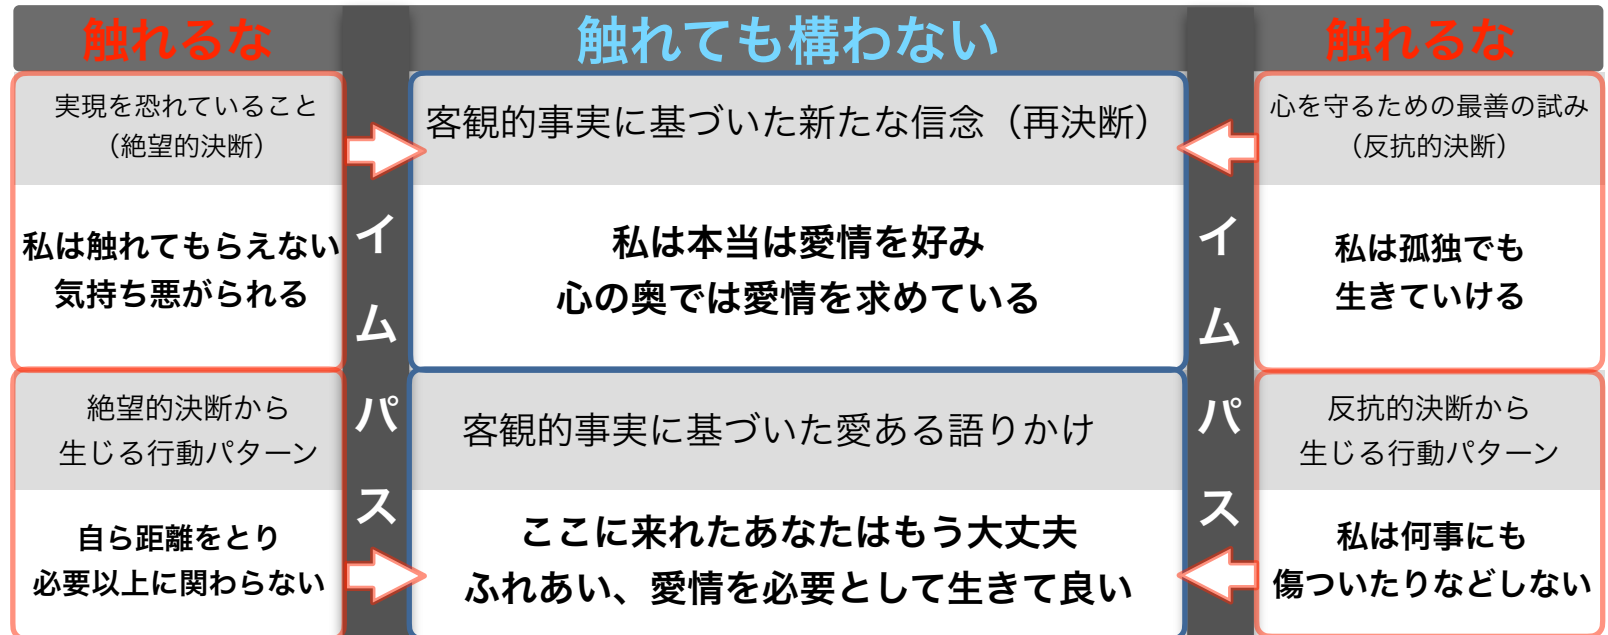 触れるな
触れても構わない
触れるな
実現を恐れていること
（絶望的決断）
客観的事実に基づいた新たな信念（再決断）
心を守るための最善の試み
（反抗的決断）
私は触れてもらえない
気持ち悪がられる
イムパス
私は本当は愛情を好み
心の奥では愛情を求めている
イムパス
私は孤独でも
生きていける
絶望的決断から
生じる行動パターン
客観的事実に基づいた愛ある語りかけ
反抗的決断から
生じる行動パターン
自ら距離をとり
必要以上に関わらない
ここに来れたあなたはもう大丈夫
ふれあい、愛情を必要として生きて良い
私は何事にも
傷ついたりなどしない